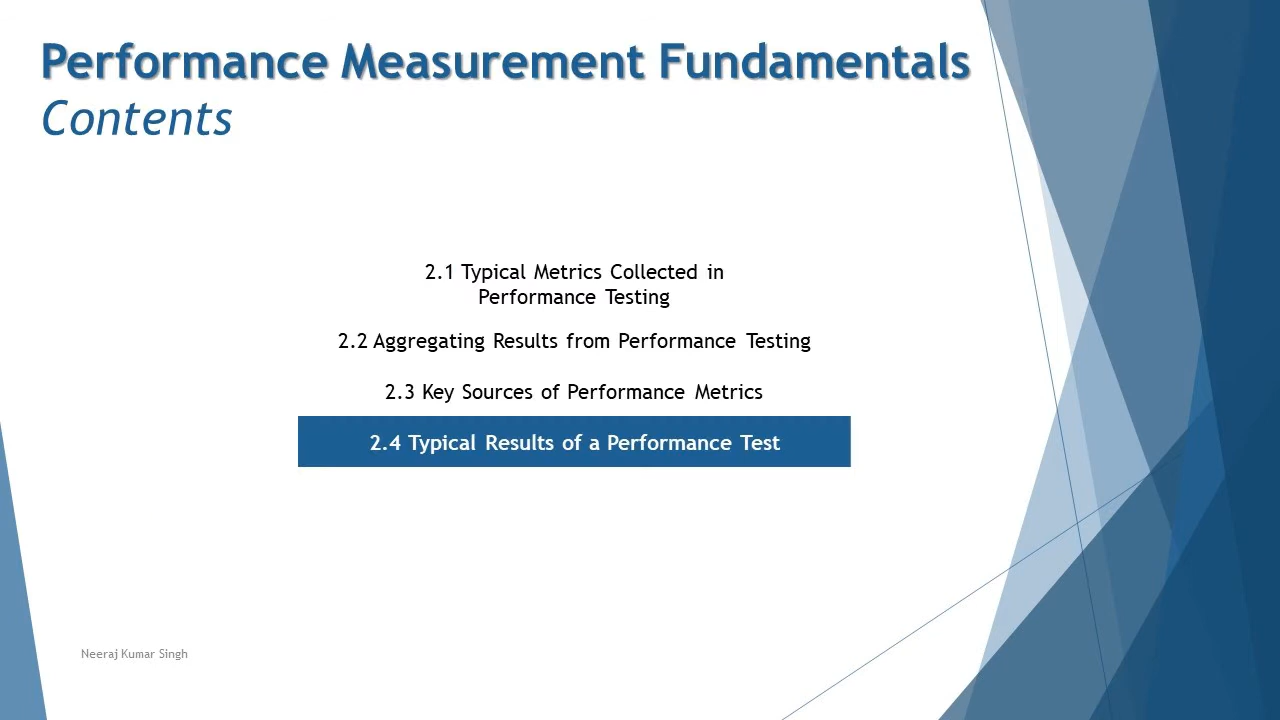 Performance Measurement Fundamentals
Contents
2.1 Typical Metrics Collected in
Performance Testing
2.2 Aggregating Results from Performance Testing
2.3 Key Sources of Performance Metrics
2.4 Typical Results of a Performance Test
Neeraj Kumar Singh